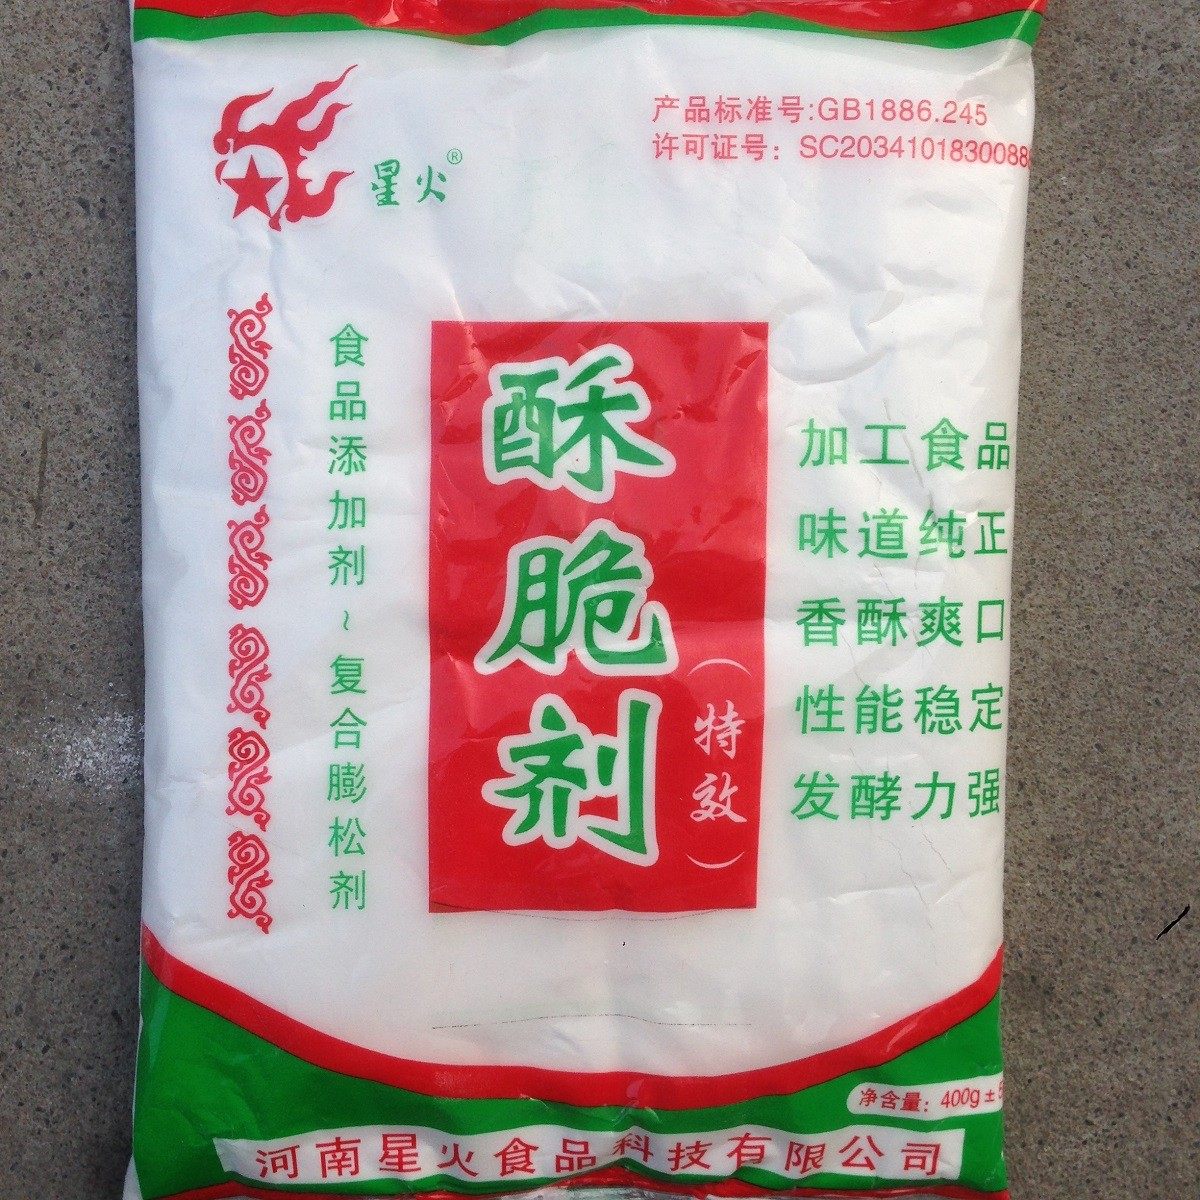 产品标准号:GB1886.245
许可证号：SC2034101830088
星火®
食品添加剂~复合膨松剂
酥脆剂
（特效）
加工食品
味道纯正
香酥爽口
性能稳定
发酵力强
净含量：400g±
河南星火食品科技有限公司